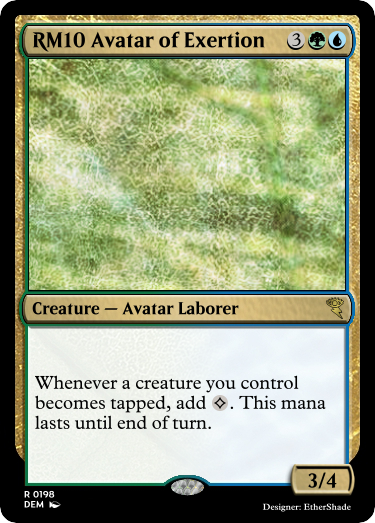 RM10 Avatar of Exertion 3
Creature — Avatar Laborer
Whenever a creature you control
becomes tapped, add . This mana
lasts until end of turn.
3/4
R 0198
DEM
Designer: EtherShade